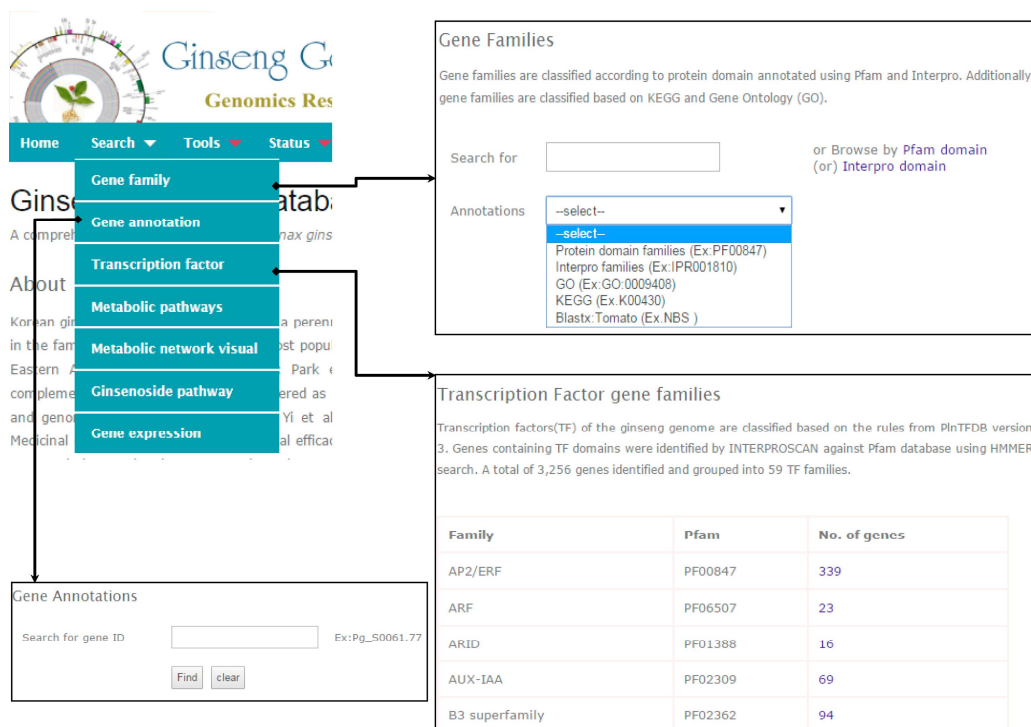 Ginseng G
Genomics Res
Home Search Tools Status
Gene family
Gene annotation
Transcription factor
Metabolic pathways
Metabolic network visual
Ginsenoside pathway
Gene expression
Gins atab
A compreh nax gins
About
Korean gin a perenn
in the fam st popu
Eastern A Park e
compleme ered as
and genor Yi et al
Medicinal al efficac
Gene Families
Gene families are classified according to protein domain annotated using Pfam and Interpro. Additionally
gene families are classified based on KEGG and Gene Ontology (GO).
Search for
or Browse by Pfam domain
(or) Interpro domain
Annotations --select--
--select--
Protein domain families (Ex:PF00847)
Interpro families (Ex:IPR001810)
GO (Ex:GO:0009408)
KEGG (Ex.K00430)
Blastx:Tomato (Ex.NBS )
Transcription Factor gene families
Transcription factors(TF) of the ginseng genome are classified based on the rules from PlnTFDB version
3. Genes containing TF domains were identified by INTERPROSCAN against Pfam database using HMMER
search. A total of 3,256 genes identified and grouped into 59 TF families.
Family Pfam No. of genes
AP2/ERF PF00847 339
ARF PF06507 23
ARID PF01388 16
AUX-IAA PF02309 69
B3 superfamily PF02362 94
Gene Annotations
Search for gene ID Ex:Pg_S0061.77
Find clear